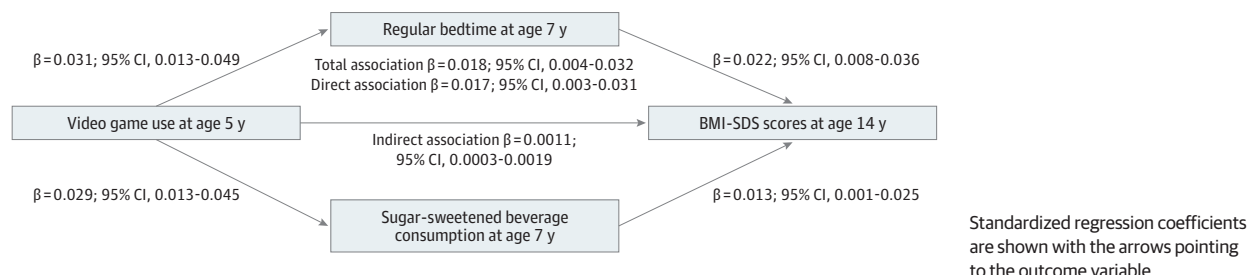 Regular bedtime at age 7 y
β=0.031; 95% CI, 0.013-0.049
Total association β=0.018; 95% CI, 0.004-0.032
Direct association β=0.017; 95% CI, 0.003-0.031
β=0.022; 95% CI, 0.008-0.036
Video game use at age 5 y
BMI-SDS scores at age 14 y
Indirect association β=0.0011;
95% CI, 0.0003-0.0019
β=0.029; 95% CI, 0.013-0.045
β=0.013; 95% CI, 0.001-0.025
Sugar-sweetened beverage
consumption at age 7 y
Standardized regression coefficients
are shown with the arrows pointing
to the outcome variable